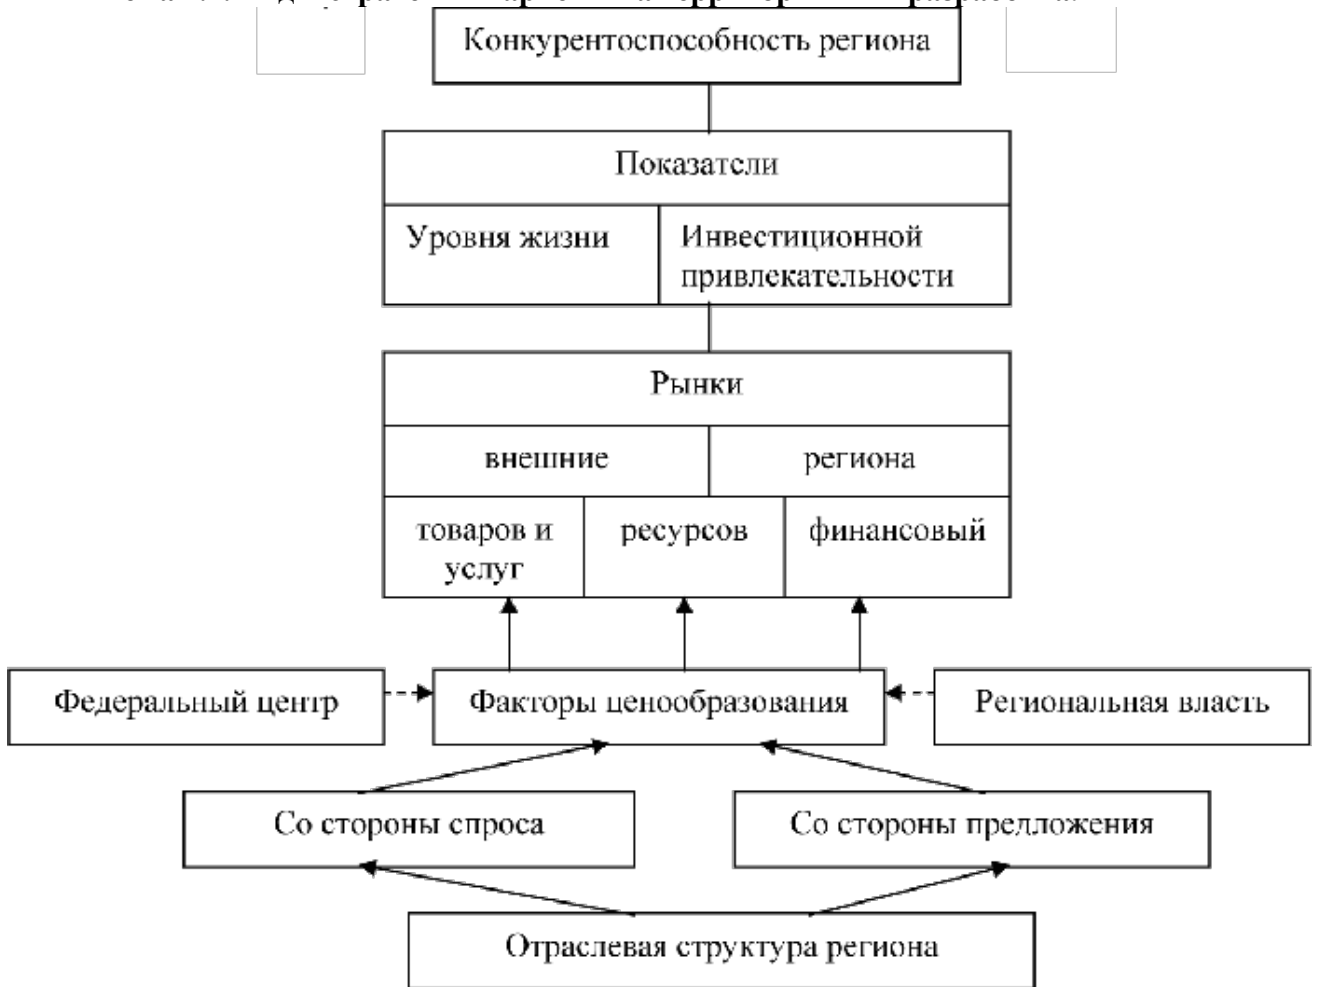 Конкурентоспособность региона
Показатели
Уровня жизни
Инвестиционной
привлекательности
Рынки
внешние
региона
товаров и
услуг
ресурсов
финансовый
Федеральный центр
Факторы ценообразования
Региональная власть
Со стороны спроса
Со стороны предложения
Отраслевая структура региона